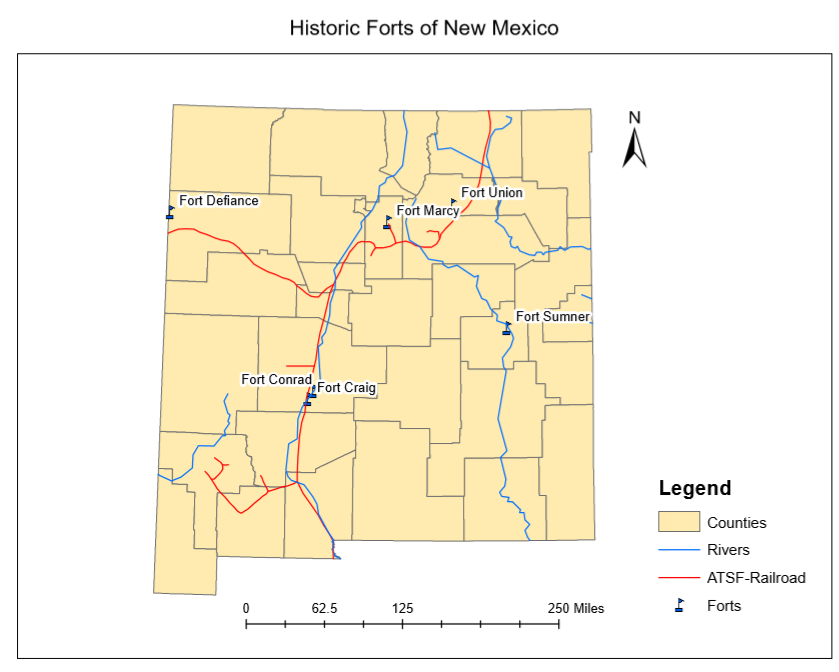 Historic Forts of New Mexico
N
Fort Defiance
Fort Union
Fort Marcy
Fort Sumner
Fort Conrad
Fort Craig
Legend
Counties
Rivers
ATSF-Railroad
Forts
0 62.5 125 250 Miles